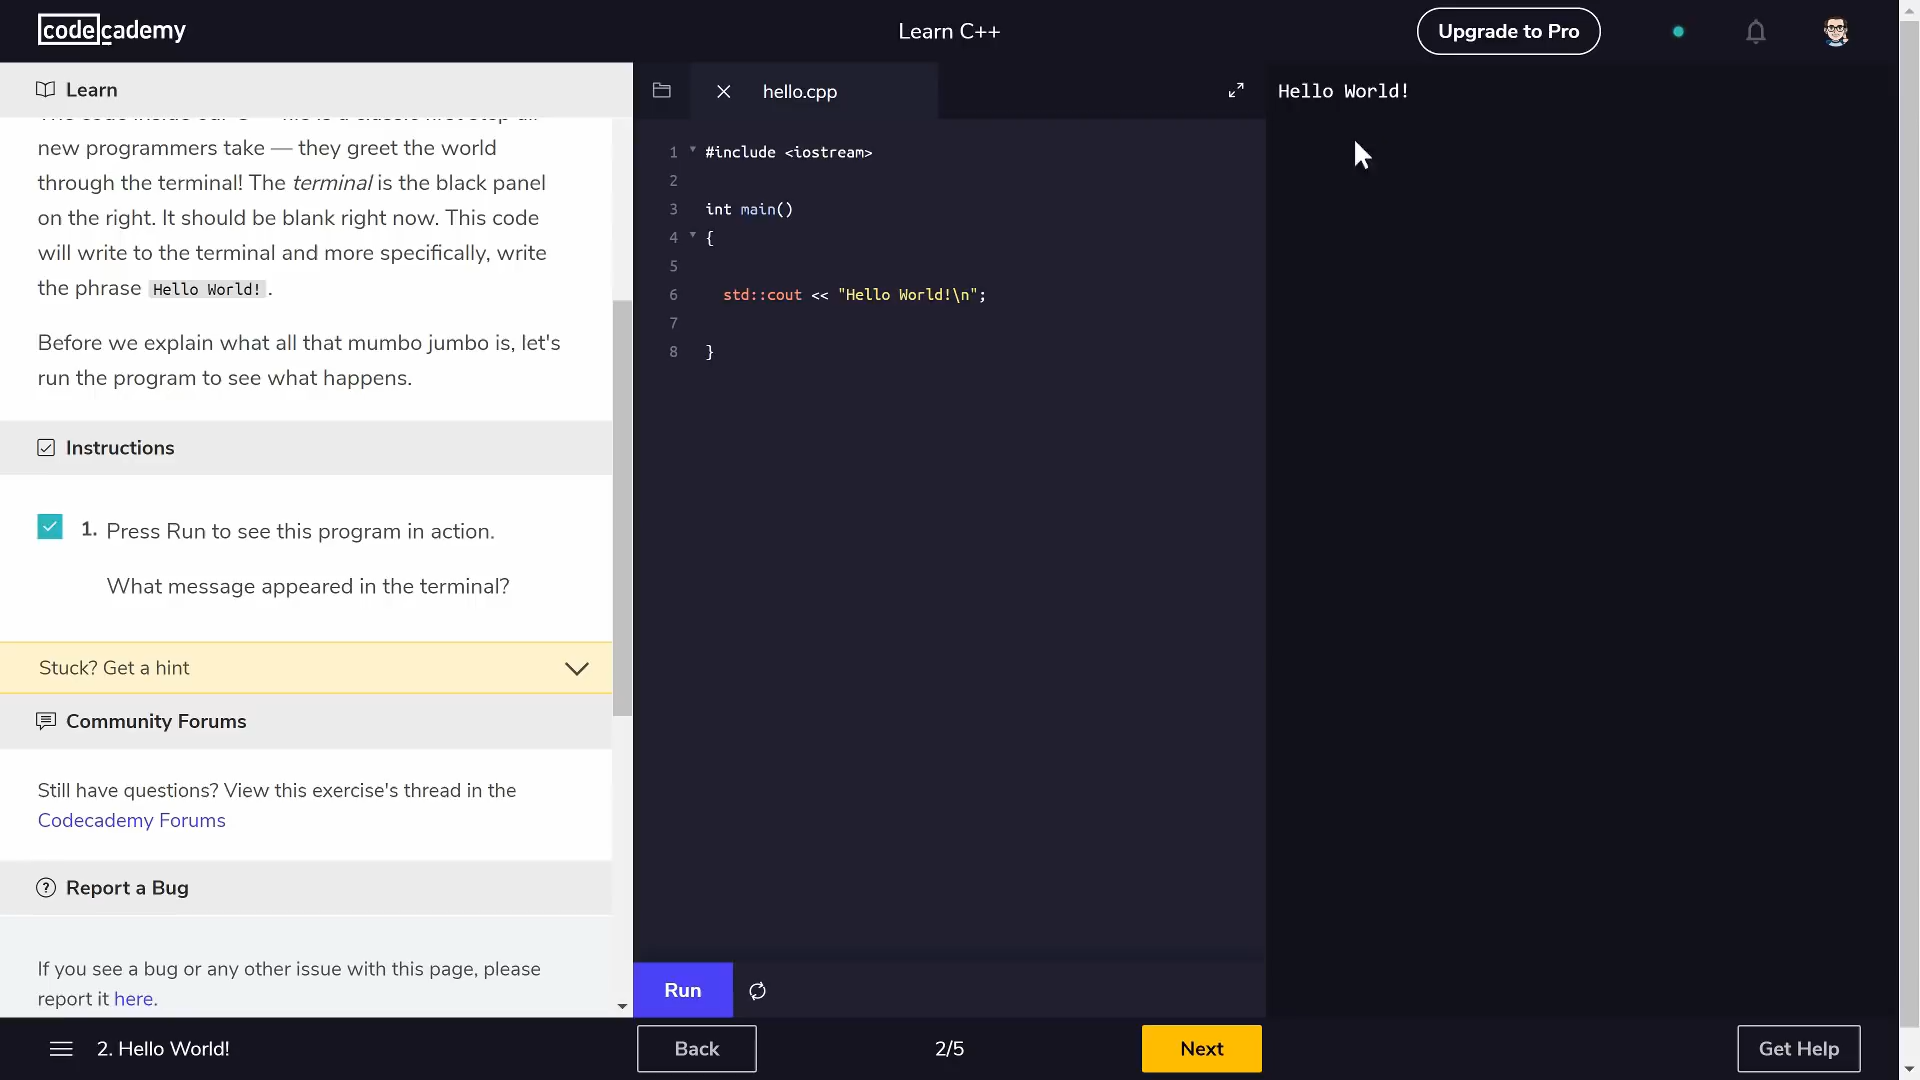 codecademy
Learn C++
Upgrade to Pro
Learn
new programmers take — they greet the world
through the terminal! The terminal is the black panel
on the right. It should be blank right now. This code
will write to the terminal and more specifically, write
the phrase Hello World! .
Before we explain what all that mumbo jumbo is, let's
run the program to see what happens.
Instructions
1. Press Run to see this program in action.
What message appeared in the terminal?
Stuck? Get a hint
Community Forums
Still have questions? View this exercise's thread in the
Codecademy Forums
Report a Bug
If you see a bug or any other issue with this page, please
report it here.
hello.cpp
1 #include <iostream>
2
3 int main()
4 {
5
6 std::cout << "Hello World!\n";
7
8 }
Run
Hello World!
2. Hello World!
Back
2/5
Next
Get Help